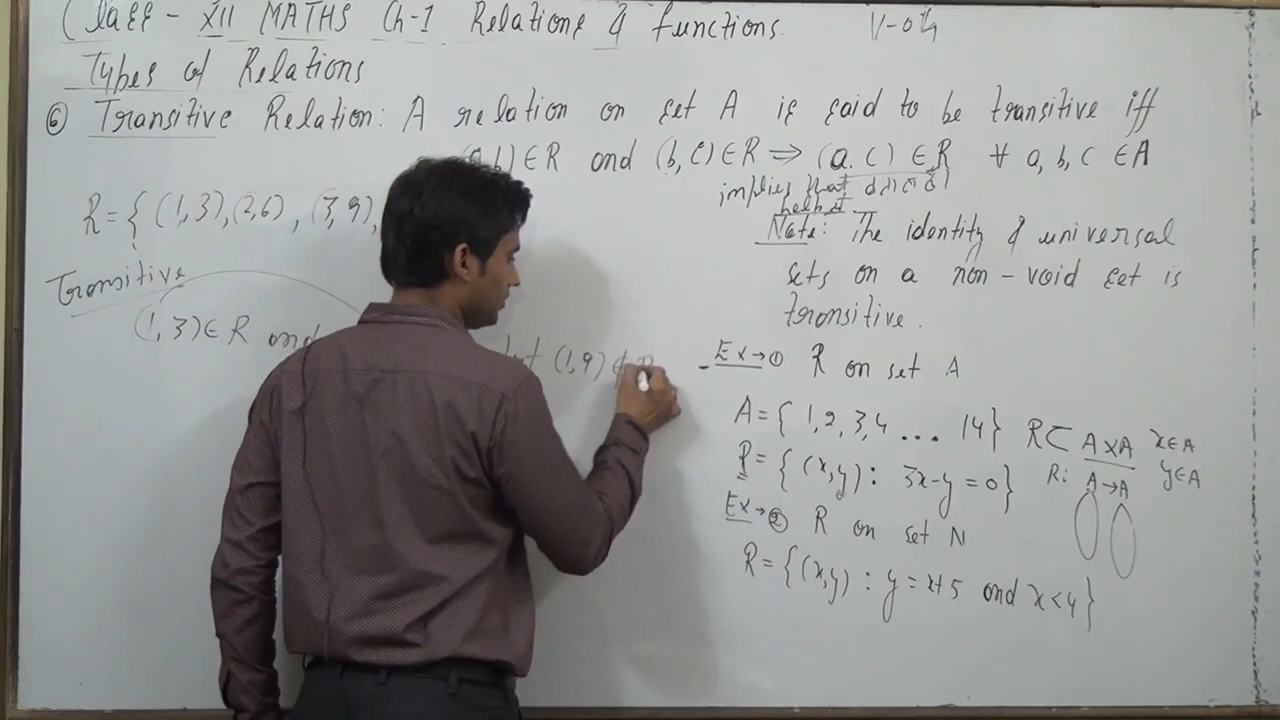 Class - XII MATHS Ch-1 Relations & functions. V-04
Types of Relations
⑥ Transitive Relation: A relation on set A is said to be transitive iff
(a,b) ∈ R and (b,c) ∈ R ⇒ (a,c) ∈ R ∀ a, b, c ∈ A
implies that
R = { (1,3),(2,6), (3,9),
Note: The identity & universal
sets on a non-void set is
transitive.
Transitive
(1,3) ∈ R and but (1,9) ∉ R
Ex → ① R on set A
A = { 1,2,3,4 ... 14} R ⊂ A×A x∈A
R = { (x,y) : 3x-y = 0} R: A→A y∈A
Ex → ② R on set N
R = {(x,y) : y = x+5 and x<4}